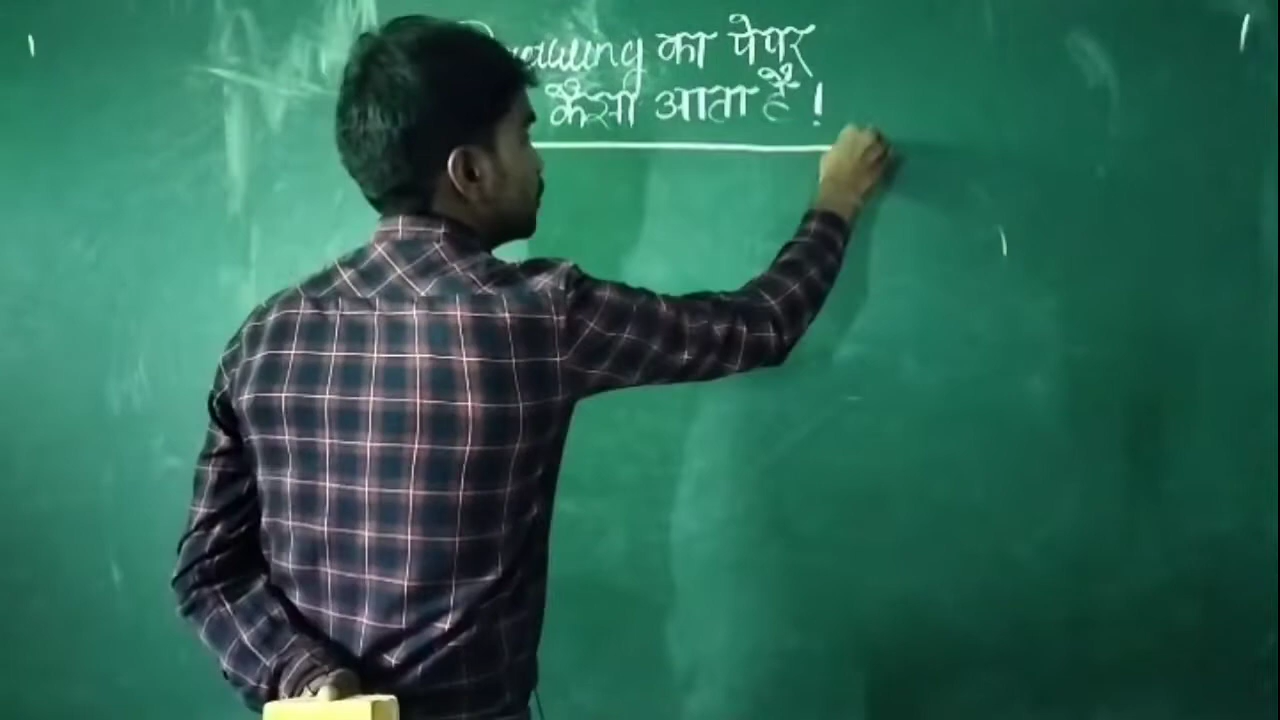 का पेपर
कैसा आता है !